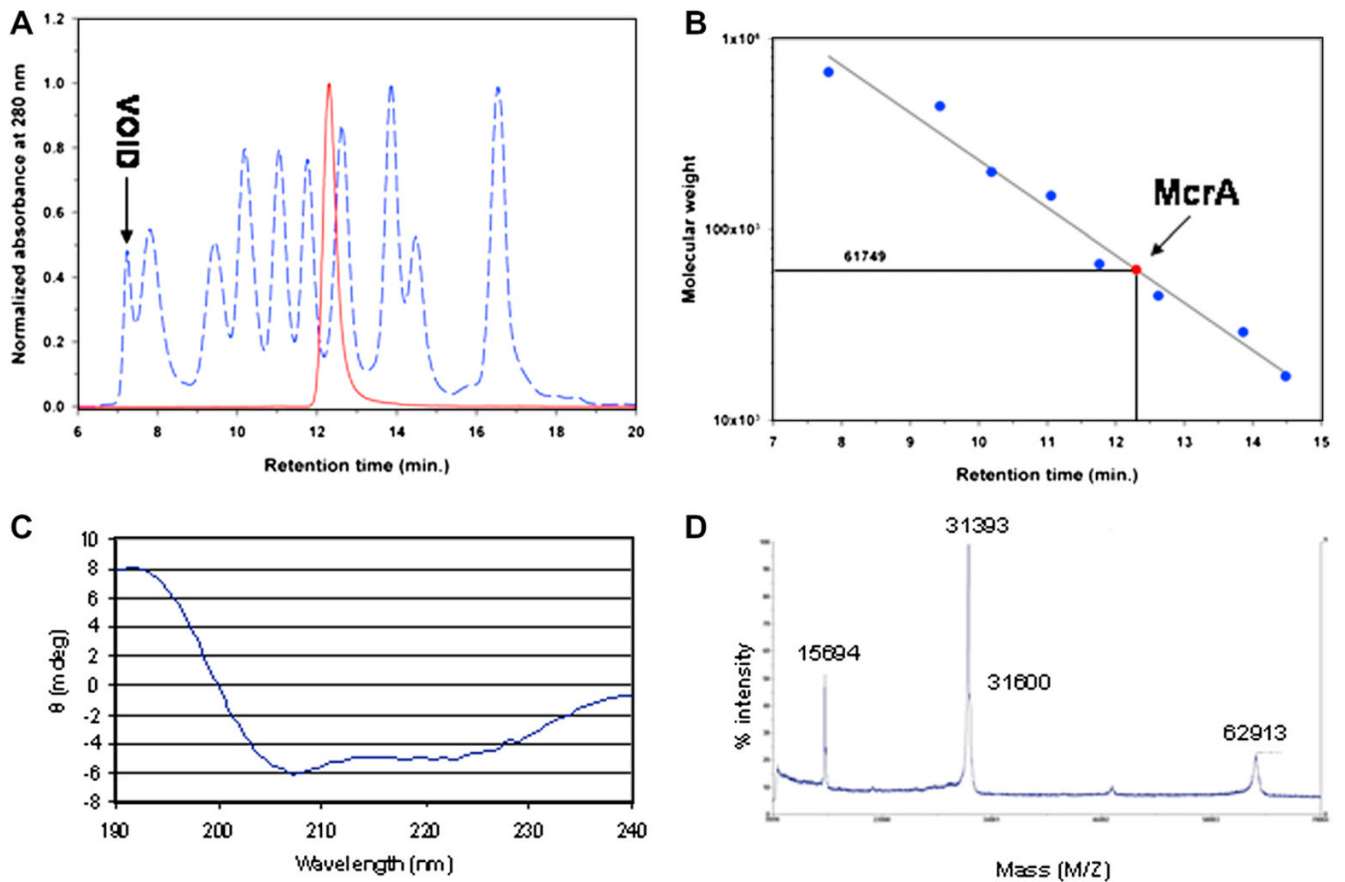 A
1.2
1.0
0.8
0.6
0.4
0.2
0.0
Normalized absorbance at 280 nm
VOID
6 8 10 12 14 16 18 20
Retention time (min.)
B
100x10³
10x10³
Molecular weight
McrA
61749
7 8 9 10 11 12 13 14 15
Retention time (min.)
C
10
8
6
4
2
0
-2
-4
-6
-8
θ (mdeg)
190 200 210 220 230 240
Wavelength (nm)
D
31393
15694
31600
62913
% intensity
Mass (M/Z)